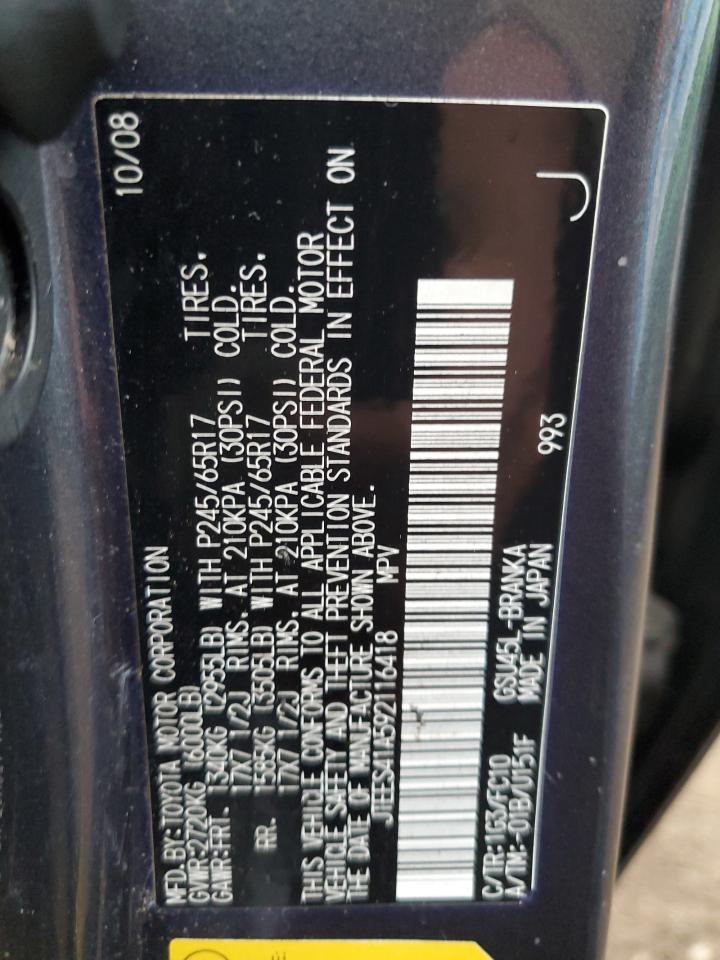 MFD. BY: TOYOTA MOTOR CORPORATION 10/08
GVWR: 2720KG (6000LB)
GAWR: FRT. 1340KG (2955LB) WITH P245/65R17 TIRES,
17X7 1/2J RIMS, AT 210KPA (30PSI) COLD.
RR. 1585KG (3505LB) WITH P245/65R17 TIRES,
17X7 1/2J RIMS, AT 210KPA (30PSI) COLD.
THIS VEHICLE CONFORMS TO ALL APPLICABLE FEDERAL MOTOR
VEHICLE SAFETY AND THEFT PREVENTION STANDARDS IN EFFECT ON
THE DATE OF MANUFACTURE SHOWN ABOVE.
JTEES41A592116418 MPV
C/TR: 1G3/FC10 GSU45L-BRANKA
A/TM: -01B/U151F MADE IN JAPAN 993 J